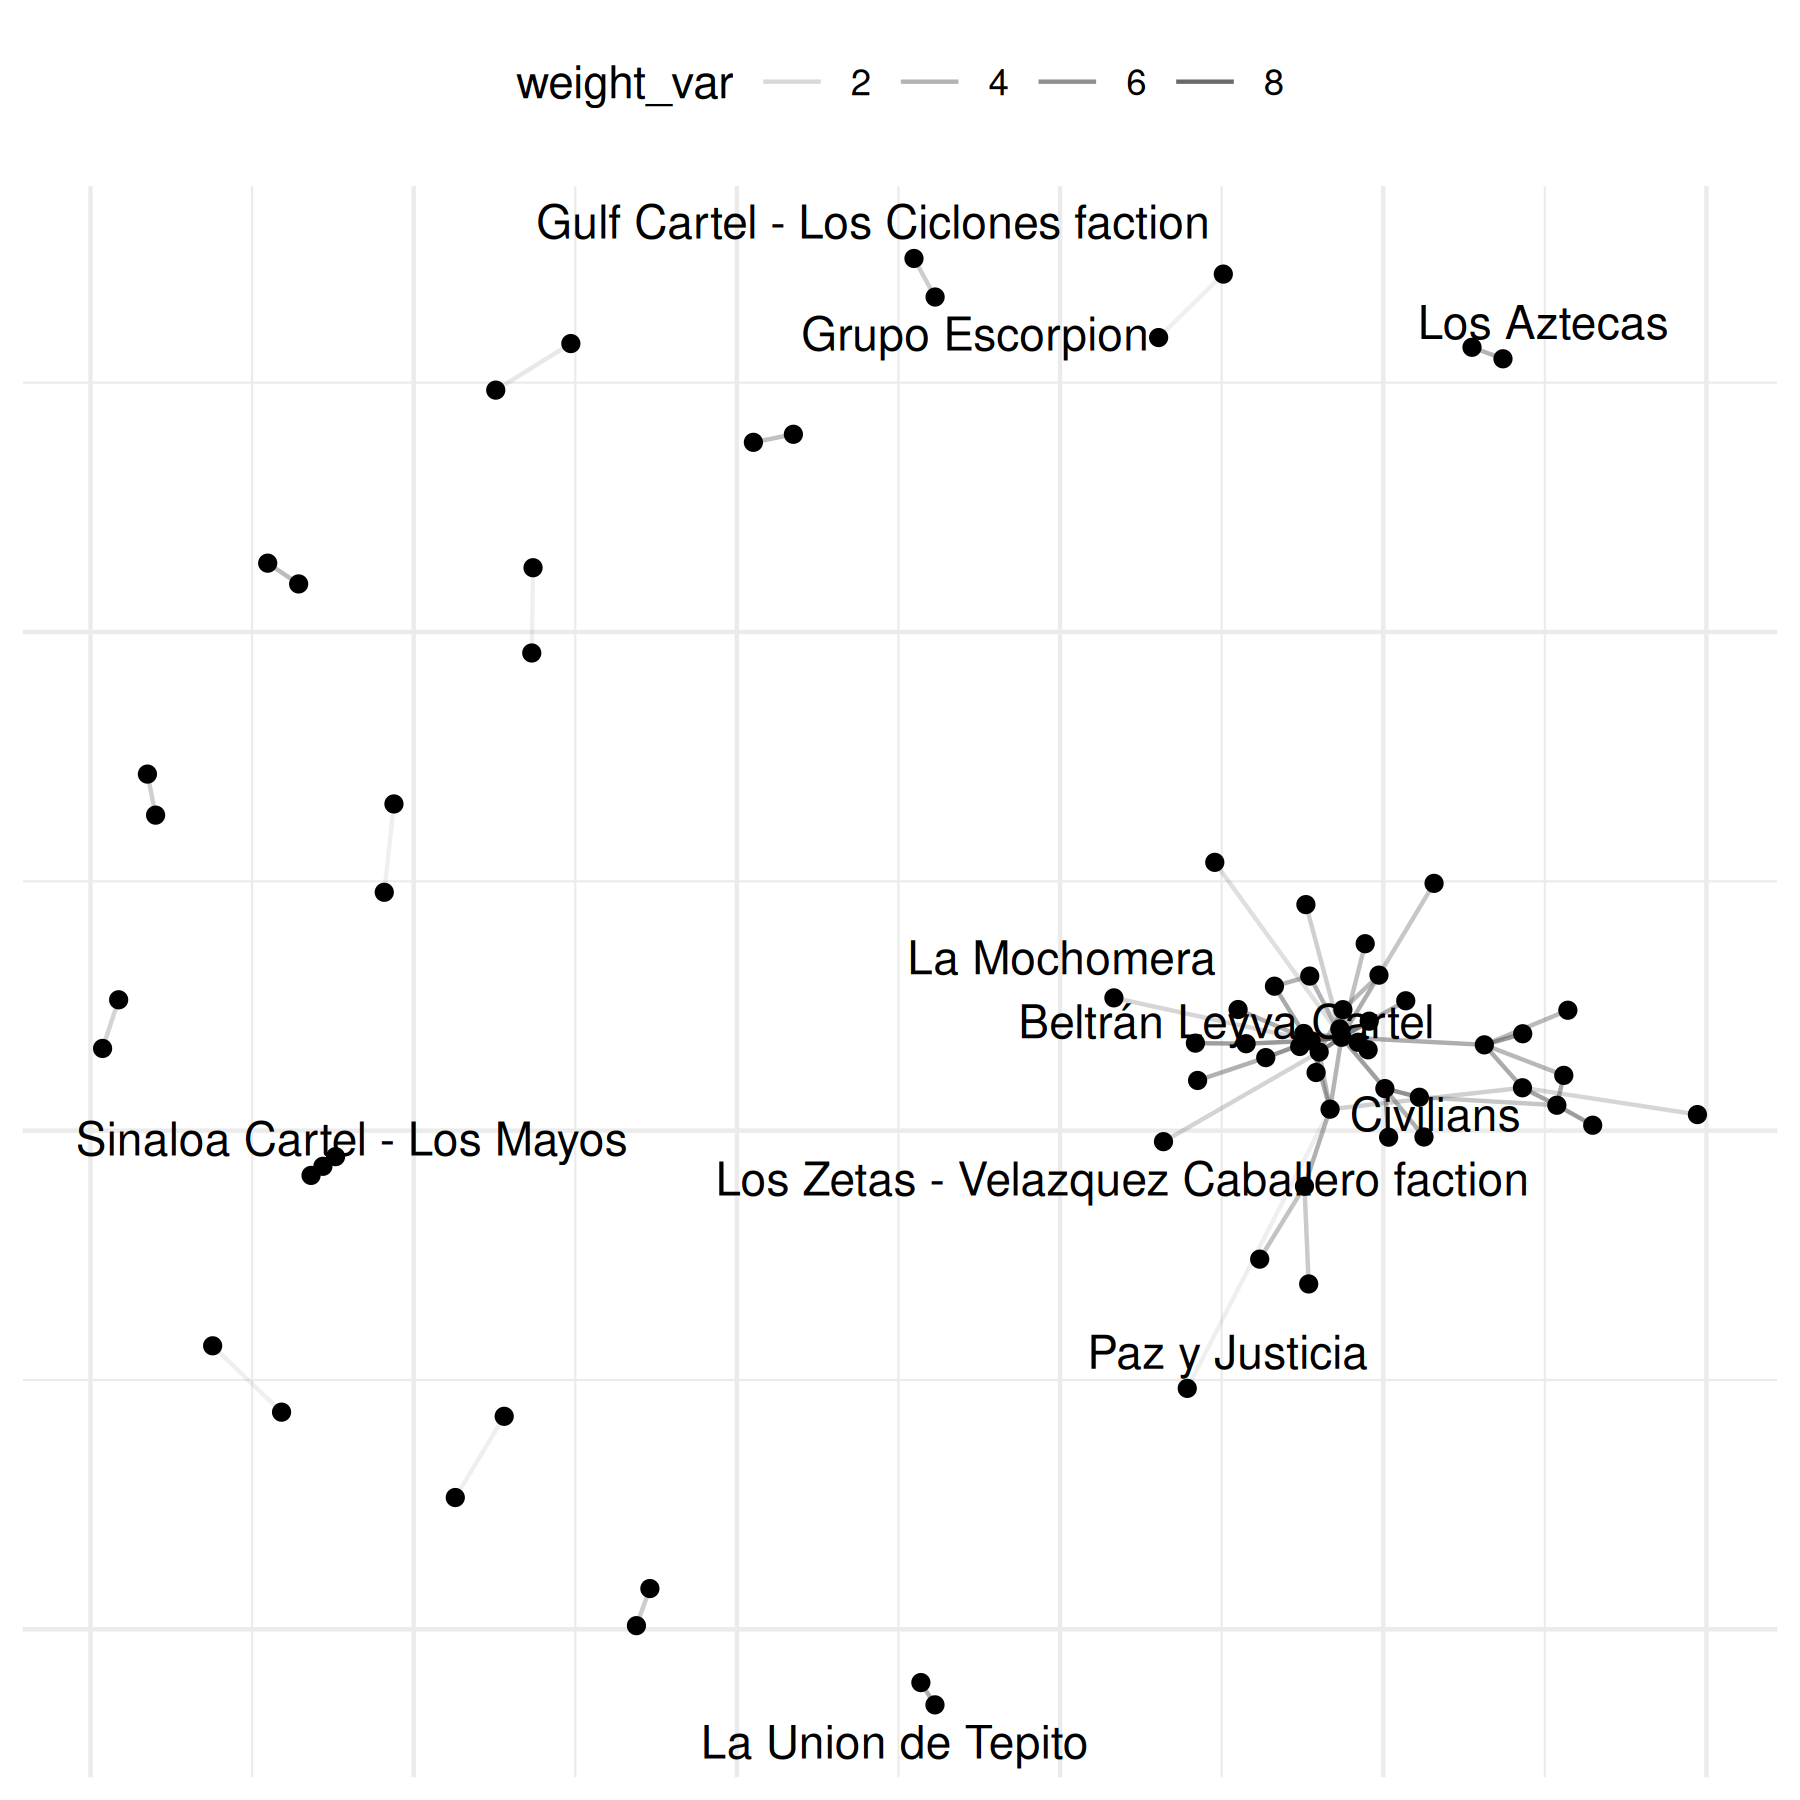 weight_var 2 4 6 8
Gulf Cartel - Los Ciclones faction
Grupo Escorpion
Los Aztecas
La Mochomera
Beltrán Leyva Cartel
Civilians
Sinaloa Cartel - Los Mayos
Los Zetas - Velazquez Caballero faction
Paz y Justicia
La Union de Tepito